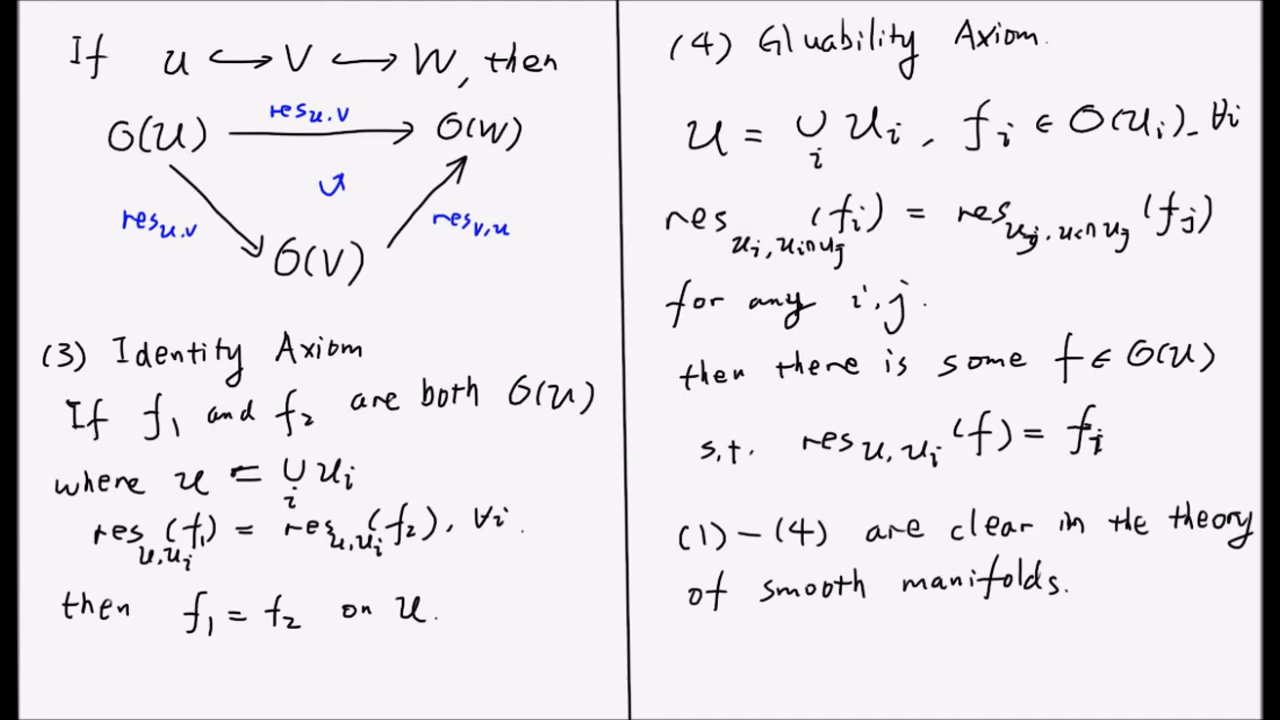 If U ↪ V ↪ W, then
res_{U,V}
O(U) → O(W)
↺
res_{U,V} res_{V,U}
O(V)
(3) Identity Axiom
If f₁ and f₂ are both O(U)
where U = ∪_i U_i
res_{U,U_i}(f₁) = res_{U,U_i}(f₂), ∀i.
then f₁ = f₂ on U.
(4) Gluability Axiom.
U = ∪_i U_i, f_i ∈ O(U_i), ∀i
res_{U_i,U_i∩U_j}(f_i) = res_{U_j,U_i∩U_j}(f_j)
for any i,j.
then there is some f ∈ O(U)
s.t. res_{U,U_i}(f) = f_i
(1) – (4) are clear in the theory
of smooth manifolds.